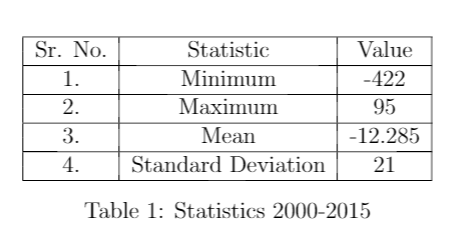 Sr. No. Statistic Value
1. Minimum -422
2. Maximum 95
3. Mean -12.285
4. Standard Deviation 21
Table 1: Statistics 2000-2015